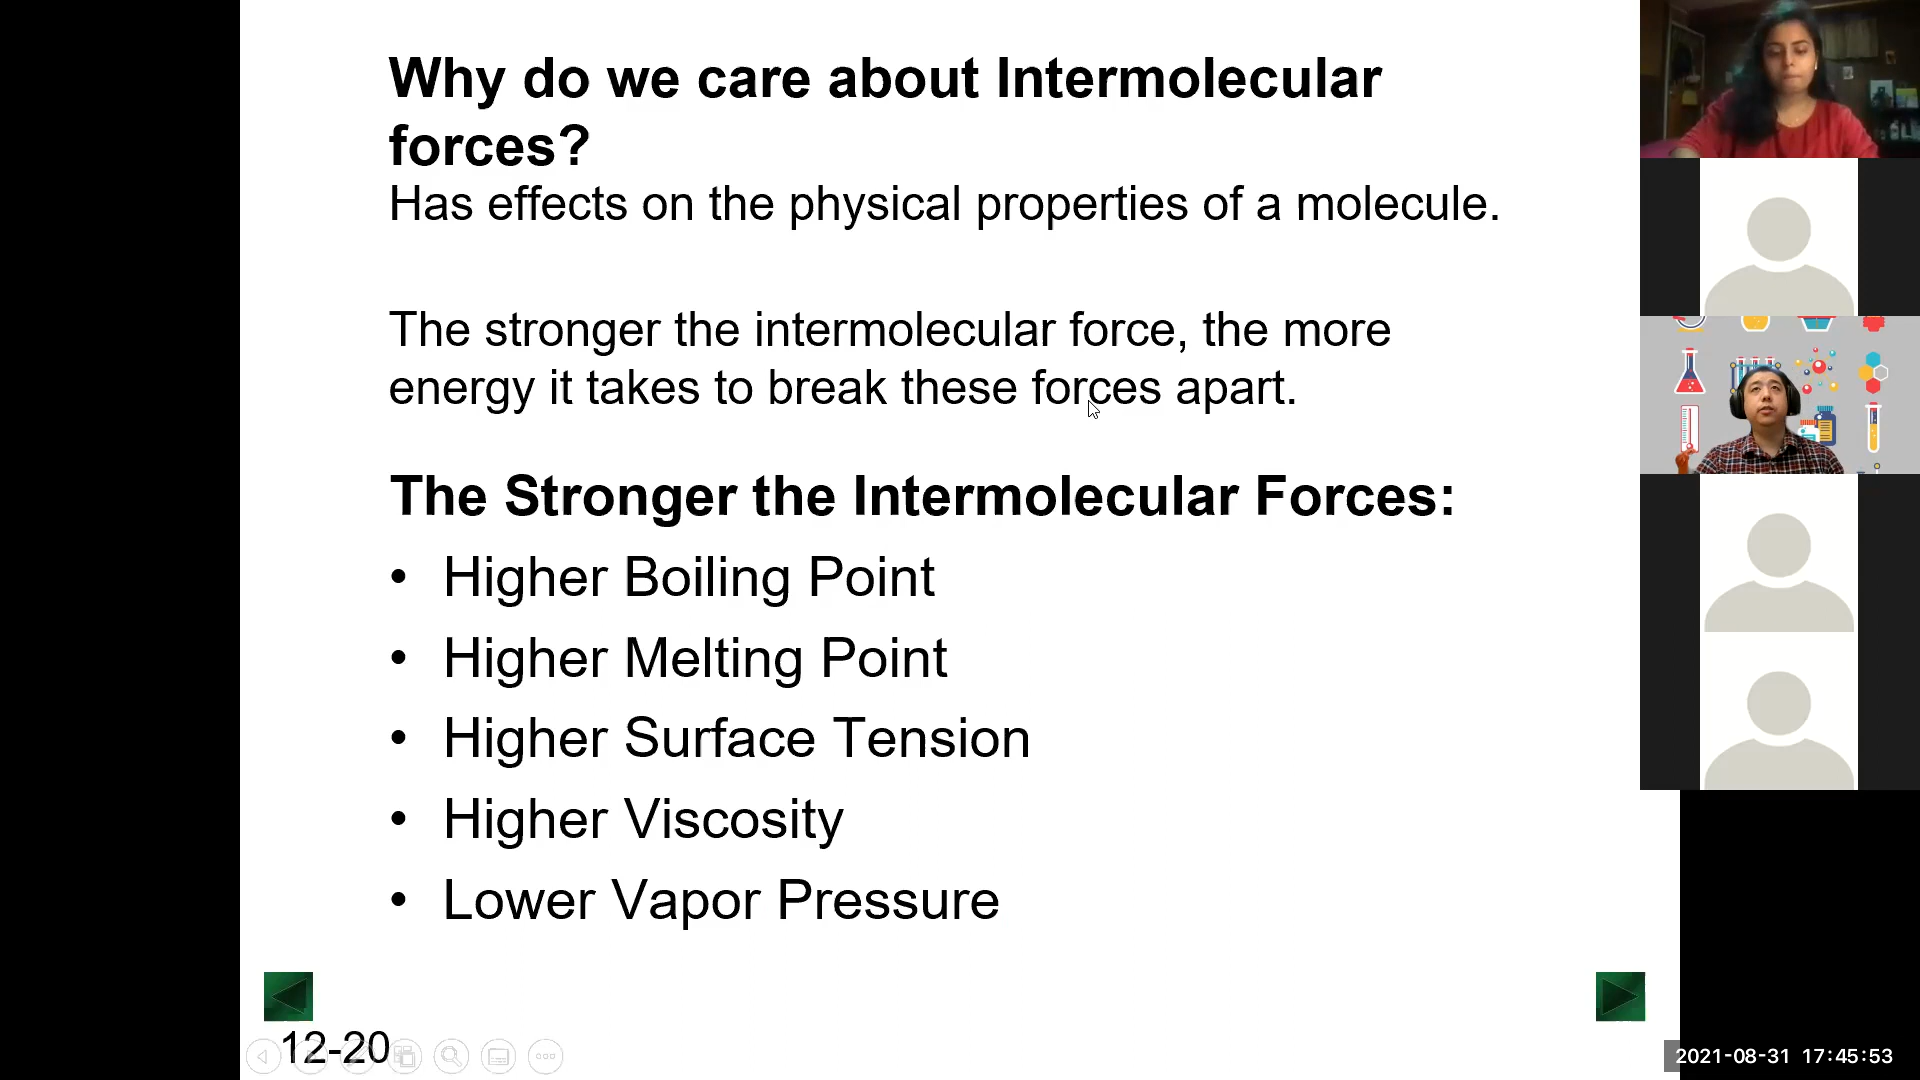 Why do we care about Intermolecular
forces?
Has effects on the physical properties of a molecule.
The stronger the intermolecular force, the more
energy it takes to break these forces apart.
The Stronger the Intermolecular Forces:
• Higher Boiling Point
• Higher Melting Point
• Higher Surface Tension
• Higher Viscosity
• Lower Vapor Pressure
12-20
2021-08-31 17:45:53